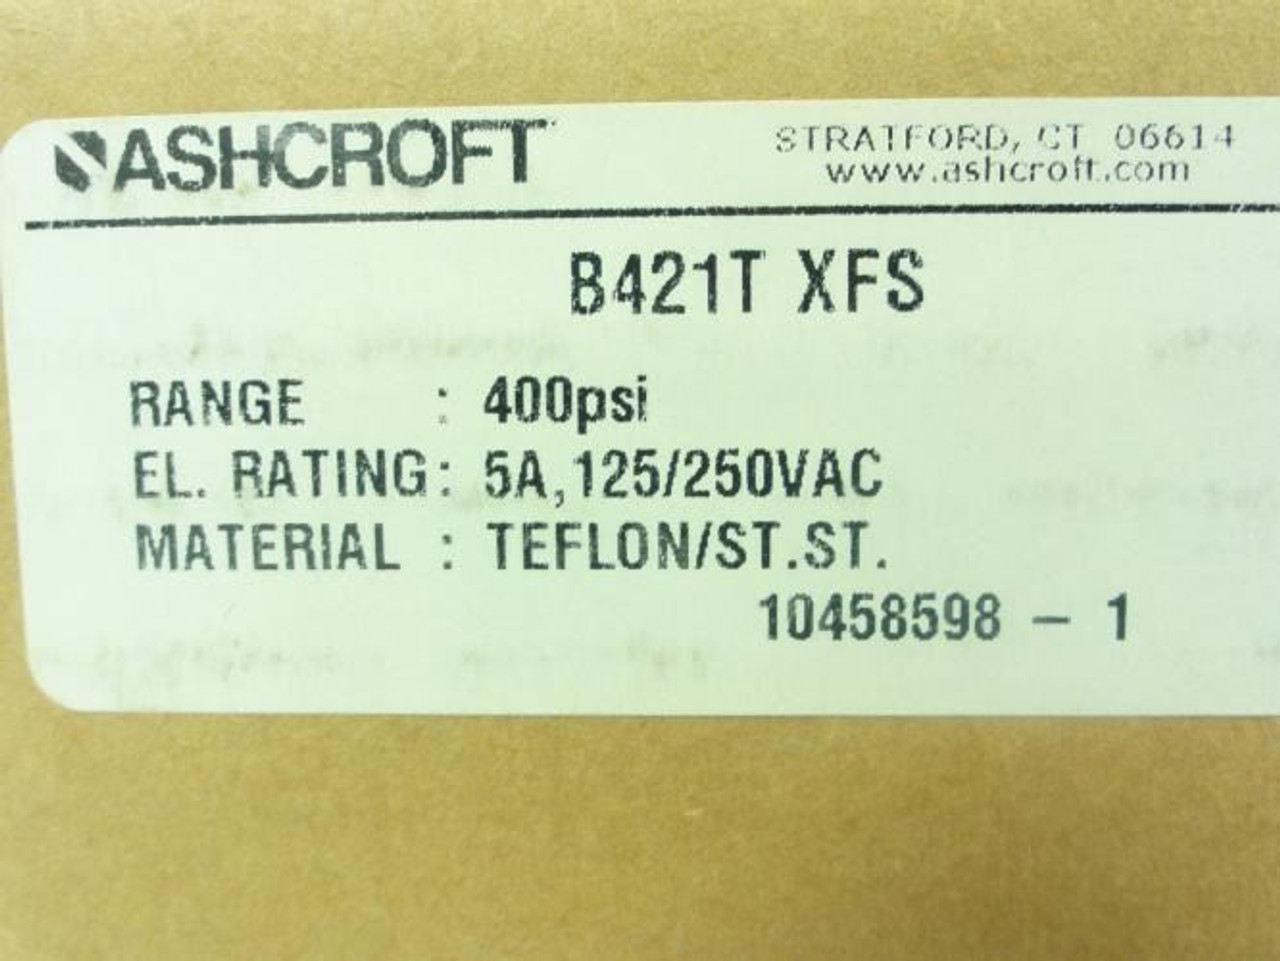 ASHCROFT
STRATFORD, CT 06614
www.ashcroft.com
B421T XFS
RANGE : 400psi
EL. RATING: 5A,125/250VAC
MATERIAL : TEFLON/ST.ST.
10458598 – 1